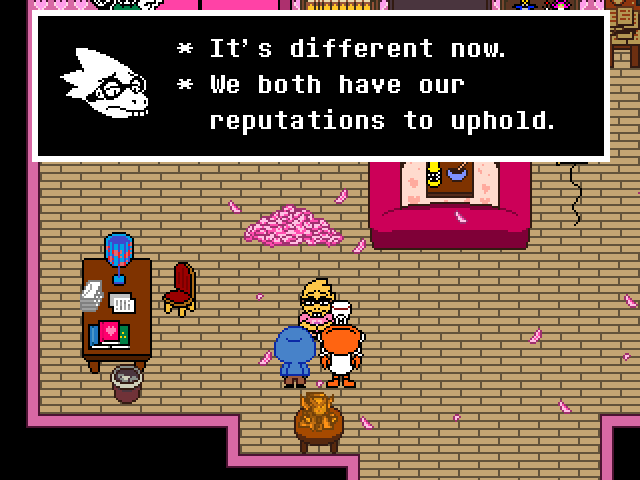 * It's different now.
* We both have our
reputations to uphold.